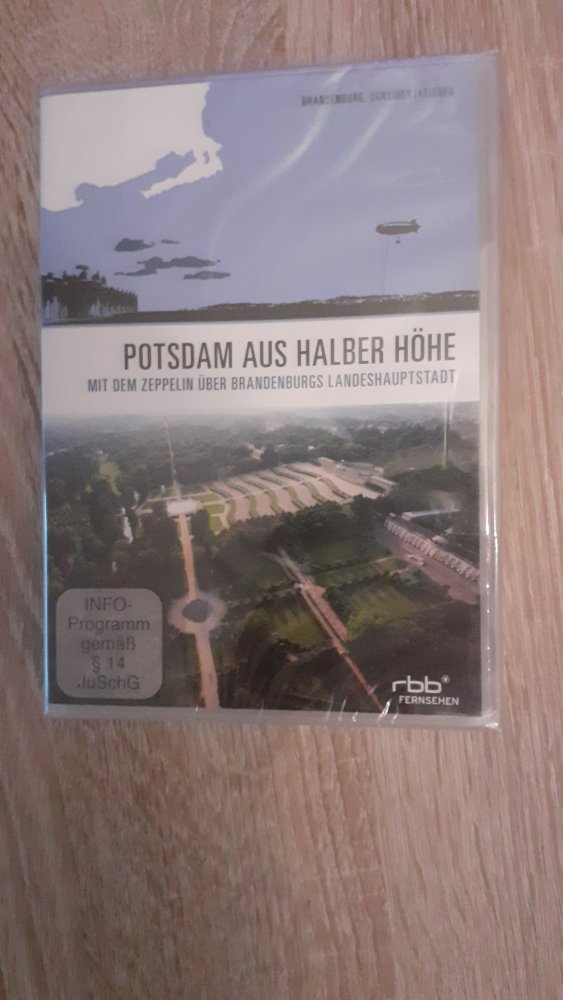 BRANDENBURG. DOKUMENTATIONEN
POTSDAM AUS HALBER HÖHE
MIT DEM ZEPPELIN ÜBER BRANDENBURGS LANDESHAUPTSTADT
INFO-
Programm
gemäß
§ 14
JuSchG
rbb
FERNSEHEN